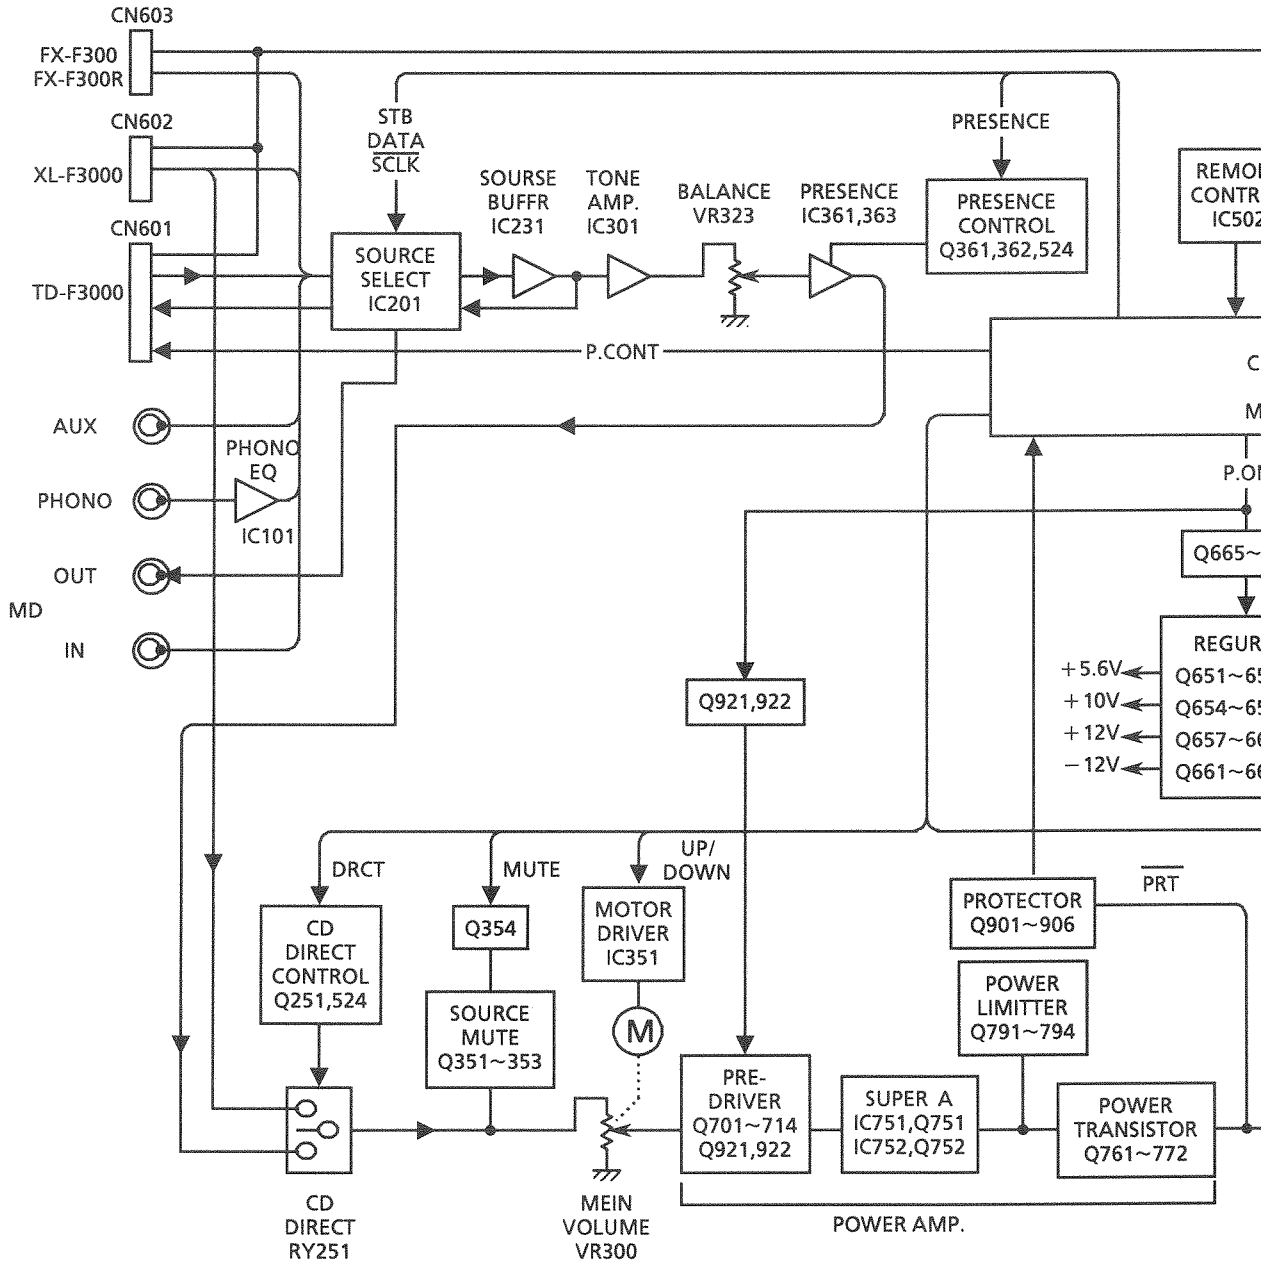 CN603
FX-F300
FX-F300R
CN602
XL-F3000
CN601
TD-F3000
AUX
PHONO
PHONO
EQ
IC101
OUT
MD
IN
STB
DATA
SCLK
SOURCE
SELECT
IC201
SOURSE
BUFFR
IC231
TONE
AMP.
IC301
BALANCE
VR323
PRESENCE
IC361,363
PRESENCE
PRESENCE
CONTROL
Q361,362,524
IC502
P.CONT
Q665~
Q921,922
+5.6V
+10V
+12V
−12V
DRCT
MUTE
UP/
DOWN
CD
DIRECT
CONTROL
Q251,524
Q354
SOURCE
MUTE
Q351~353
MOTOR
DRIVER
IC351
M
PROTECTOR
Q901~906
PRT
POWER
LIMITTER
Q791~794
PRE-
DRIVER
Q701~714
Q921,922
SUPER A
IC751,Q751
IC752,Q752
POWER
TRANSISTOR
Q761~772
CD
DIRECT
RY251
MEIN
VOLUME
VR300
POWER AMP.